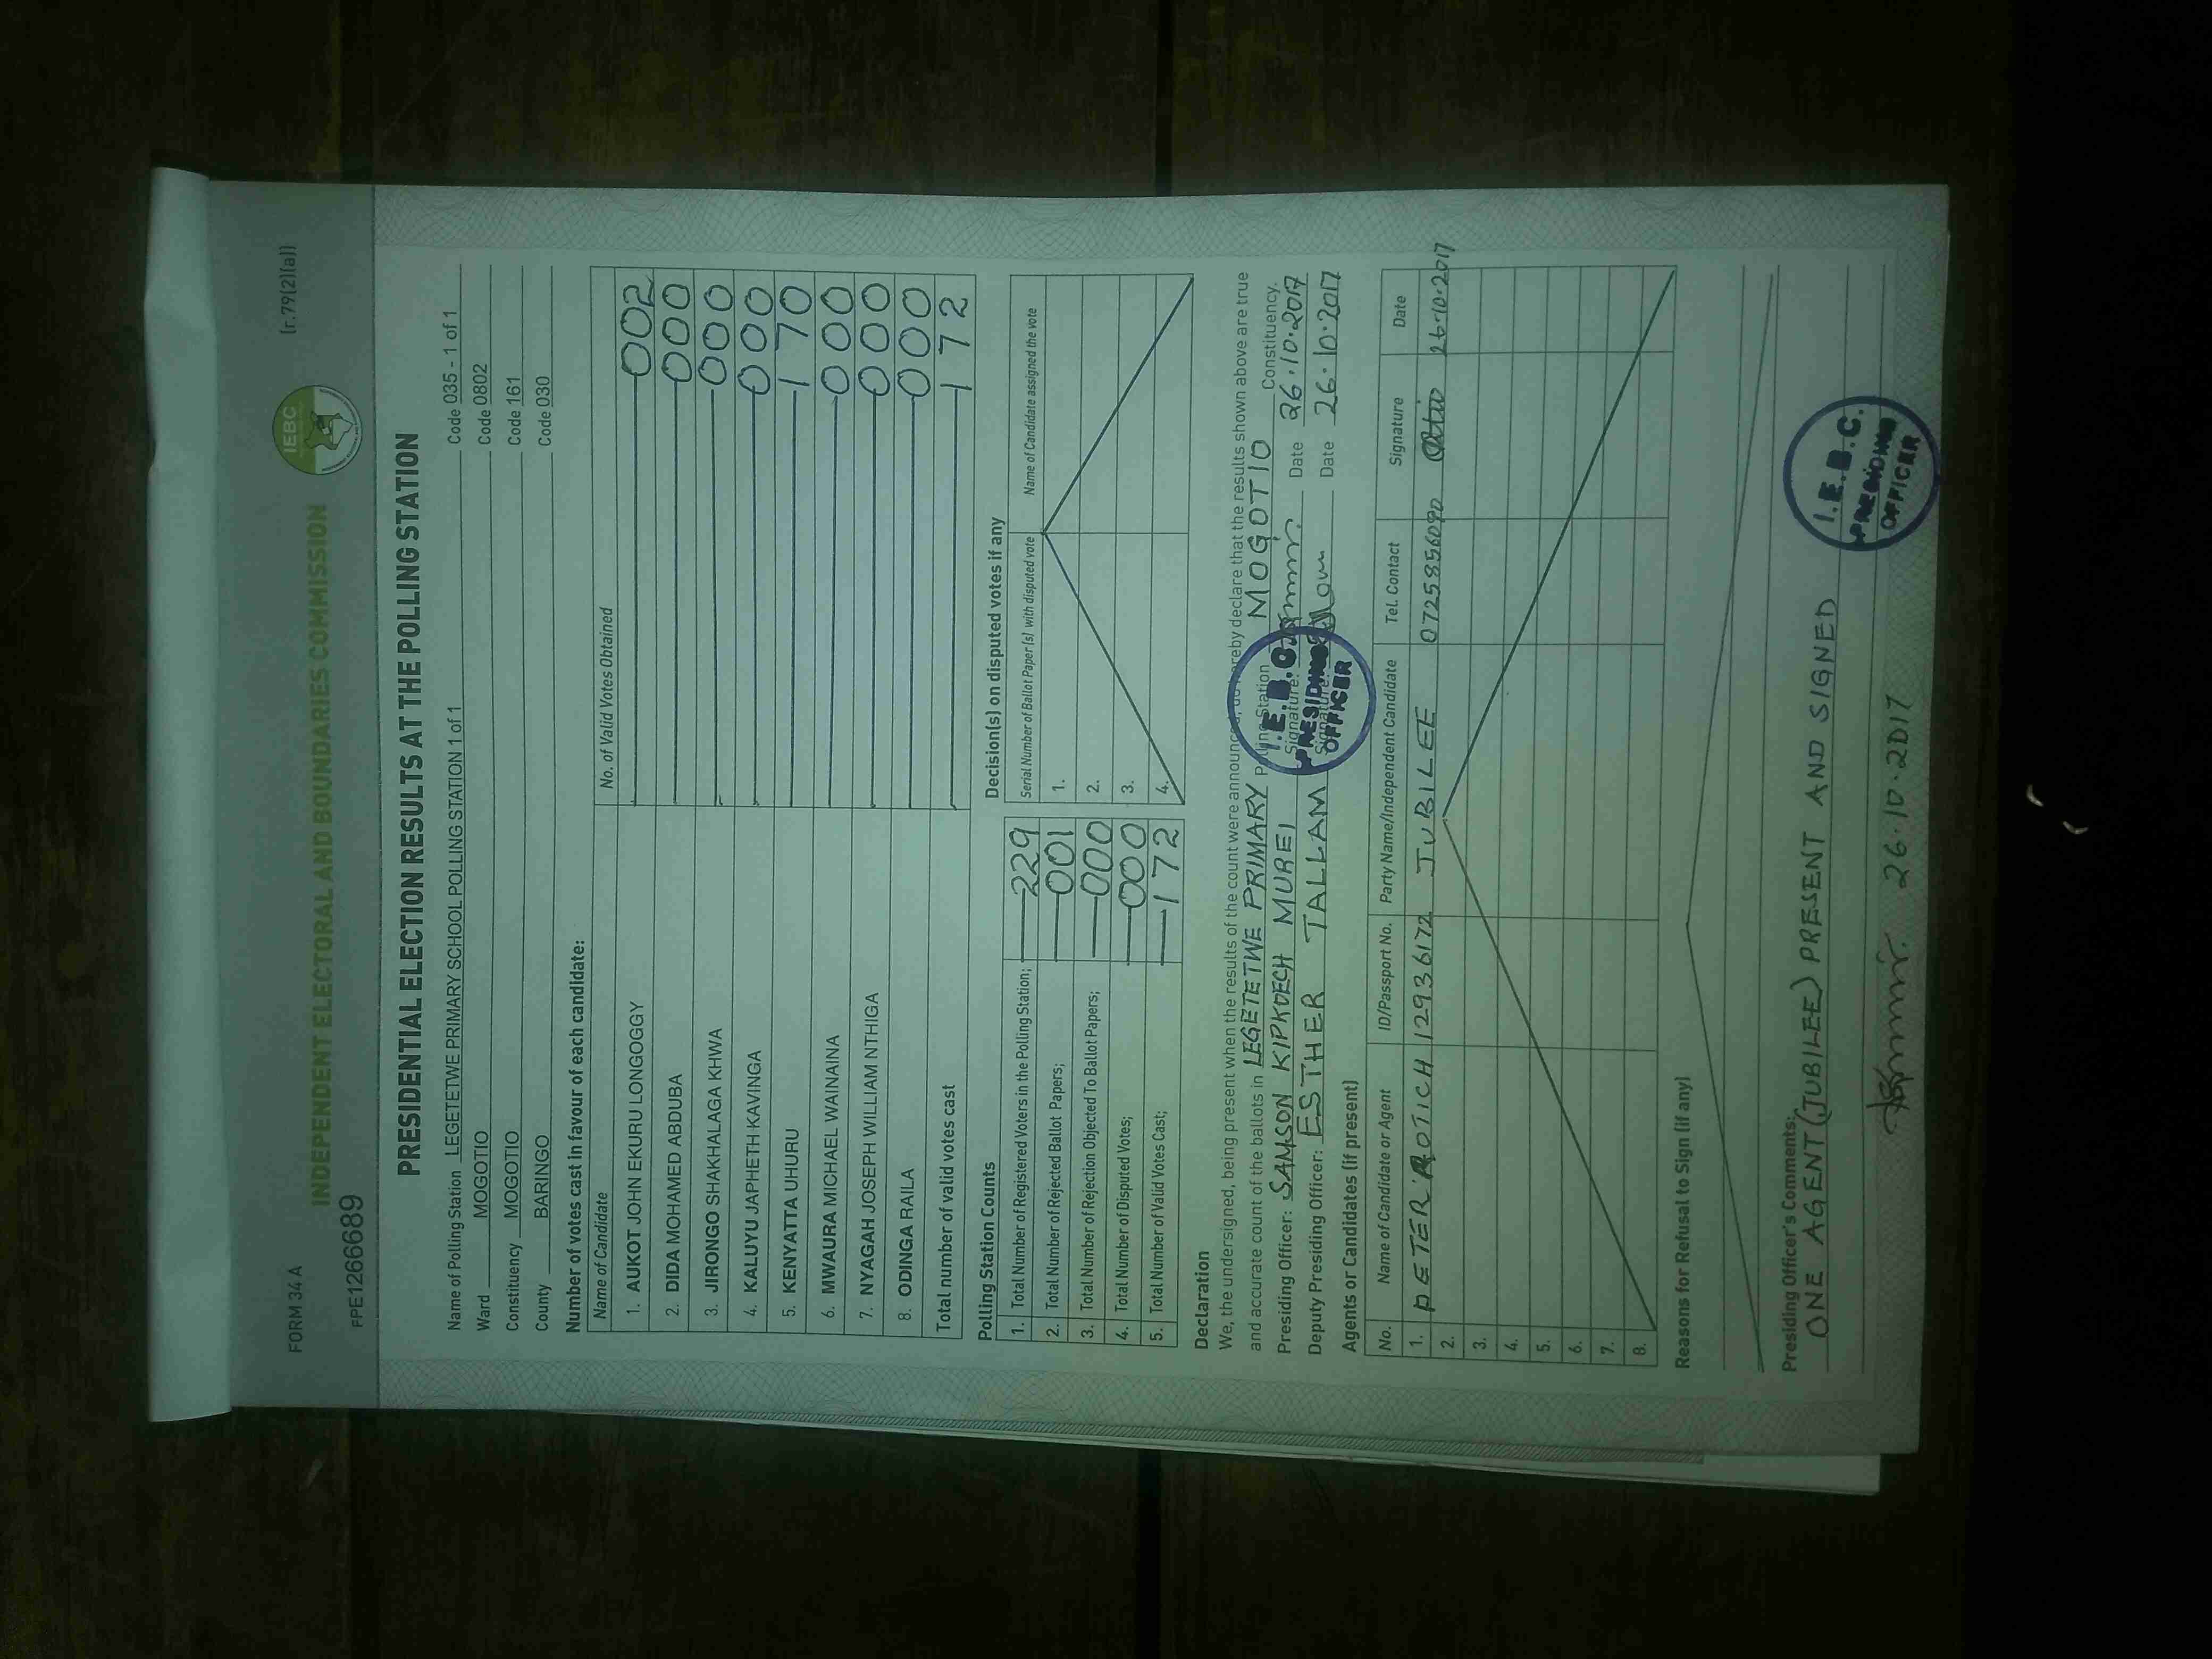 FORM 34 A
[r.79(2)(a)]
IEBC
INDEPENDENT ELECTORAL AND BOUNDARIES COMMISSION
PPE1266689
PRESIDENTIAL ELECTION RESULTS AT THE POLLING STATION
Name of Polling Station LEGETETWE PRIMARY SCHOOL POLLING STATION 1 of 1 Code 035 - 1 of 1
Ward MOGOTIO Code 0802
Constituency MOGOTIO Code 161
County BARINGO Code 030
Number of votes cast in favour of each candidate:
Name of Candidate No. of Valid Votes Obtained
1. AUKOT JOHN EKURU LONGOGGY 002
2. DIDA MOHAMED ABDUBA 000
3. JIRONGO SHAKHALAGA KHWA 000
4. KALUYU JAPHETH KAVINGA 000
5. KENYATTA UHURU 170
6. MWAURA MICHAEL WAINAINA 000
7. NYAGAH JOSEPH WILLIAM NTHIGA 000
8. ODINGA RAILA 000
Total number of valid votes cast 172
Polling Station Counts
1. Total Number of Registered Voters in the Polling Station; 229
2. Total Number of Rejected Ballot Papers; 001
3. Total Number of Rejection Objected To Ballot Papers; 000
4. Total Number of Disputed Votes; 000
5. Total Number of Valid Votes Cast; 172
Decision(s) on disputed votes if any
Serial Number of Ballot Paper (s) with disputed vote Name of Candidate assigned the vote
1.
2.
3.
4.
Declaration
We, the undersigned, being present when the results of the count were announced, do hereby declare that the results shown above are true
and accurate count of the ballots in LEGETETWE PRIMARY Polling Station MOGOTIO Constituency.
Presiding Officer: SAMSON KIPKOECH MUREI Signature: Date 26.10.2017
Deputy Presiding Officer: ESTHER TALLAM Signature: Date 26.10.2017
I.E.B.C.
PRESIDING
OFFICER
Agents or Candidates (if present)
No. Name of Candidate or Agent ID/Passport No. Party Name/Independent Candidate Tel. Contact Signature Date
1. PETER ROTICH 12936172 JUBILEE 0725856090 26.10.2017
2.
3.
4.
5.
6.
7.
8.
Reasons for Refusal to Sign (if any)
Presiding Officer's Comments:
ONE AGENT (JUBILEE) PRESENT AND SIGNED
26.10.2017
I.E.B.C.
PRESIDING
OFFICER